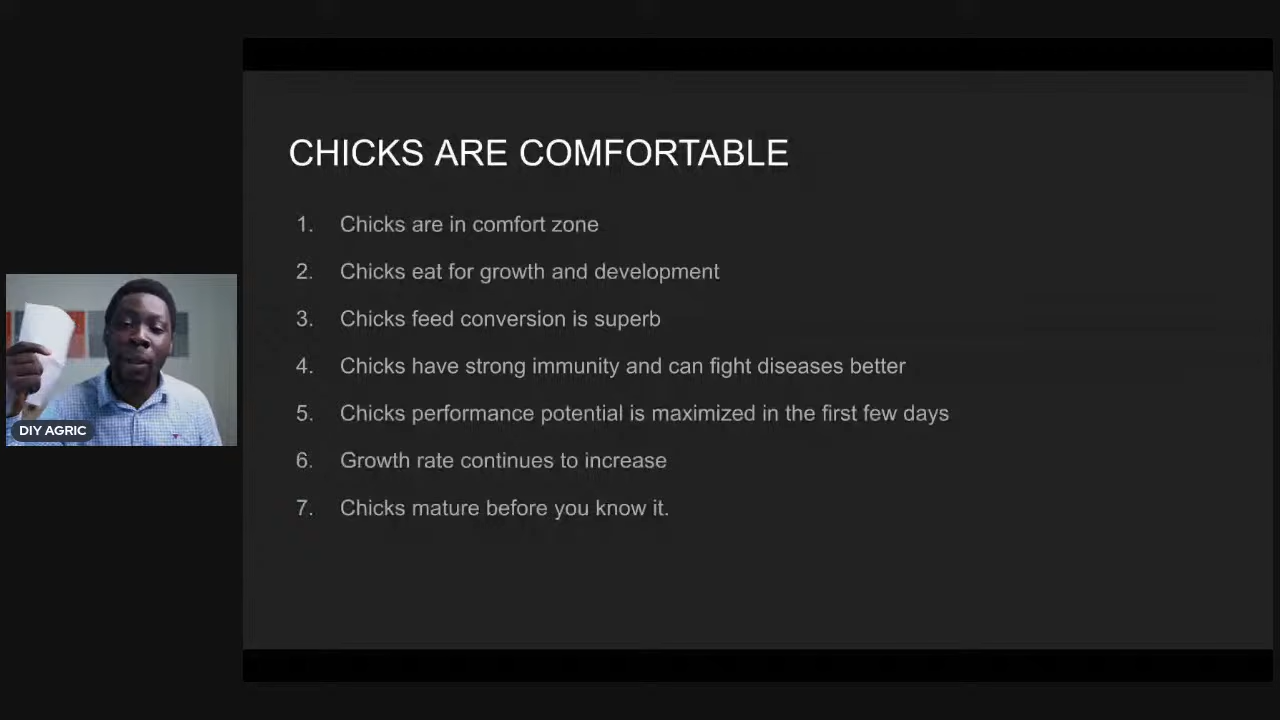 CHICKS ARE COMFORTABLE
1. Chicks are in comfort zone
2. Chicks eat for growth and development
3. Chicks feed conversion is superb
4. Chicks have strong immunity and can fight diseases better
5. Chicks performance potential is maximized in the first few days
6. Growth rate continues to increase
7. Chicks mature before you know it.
DIY AGRIC